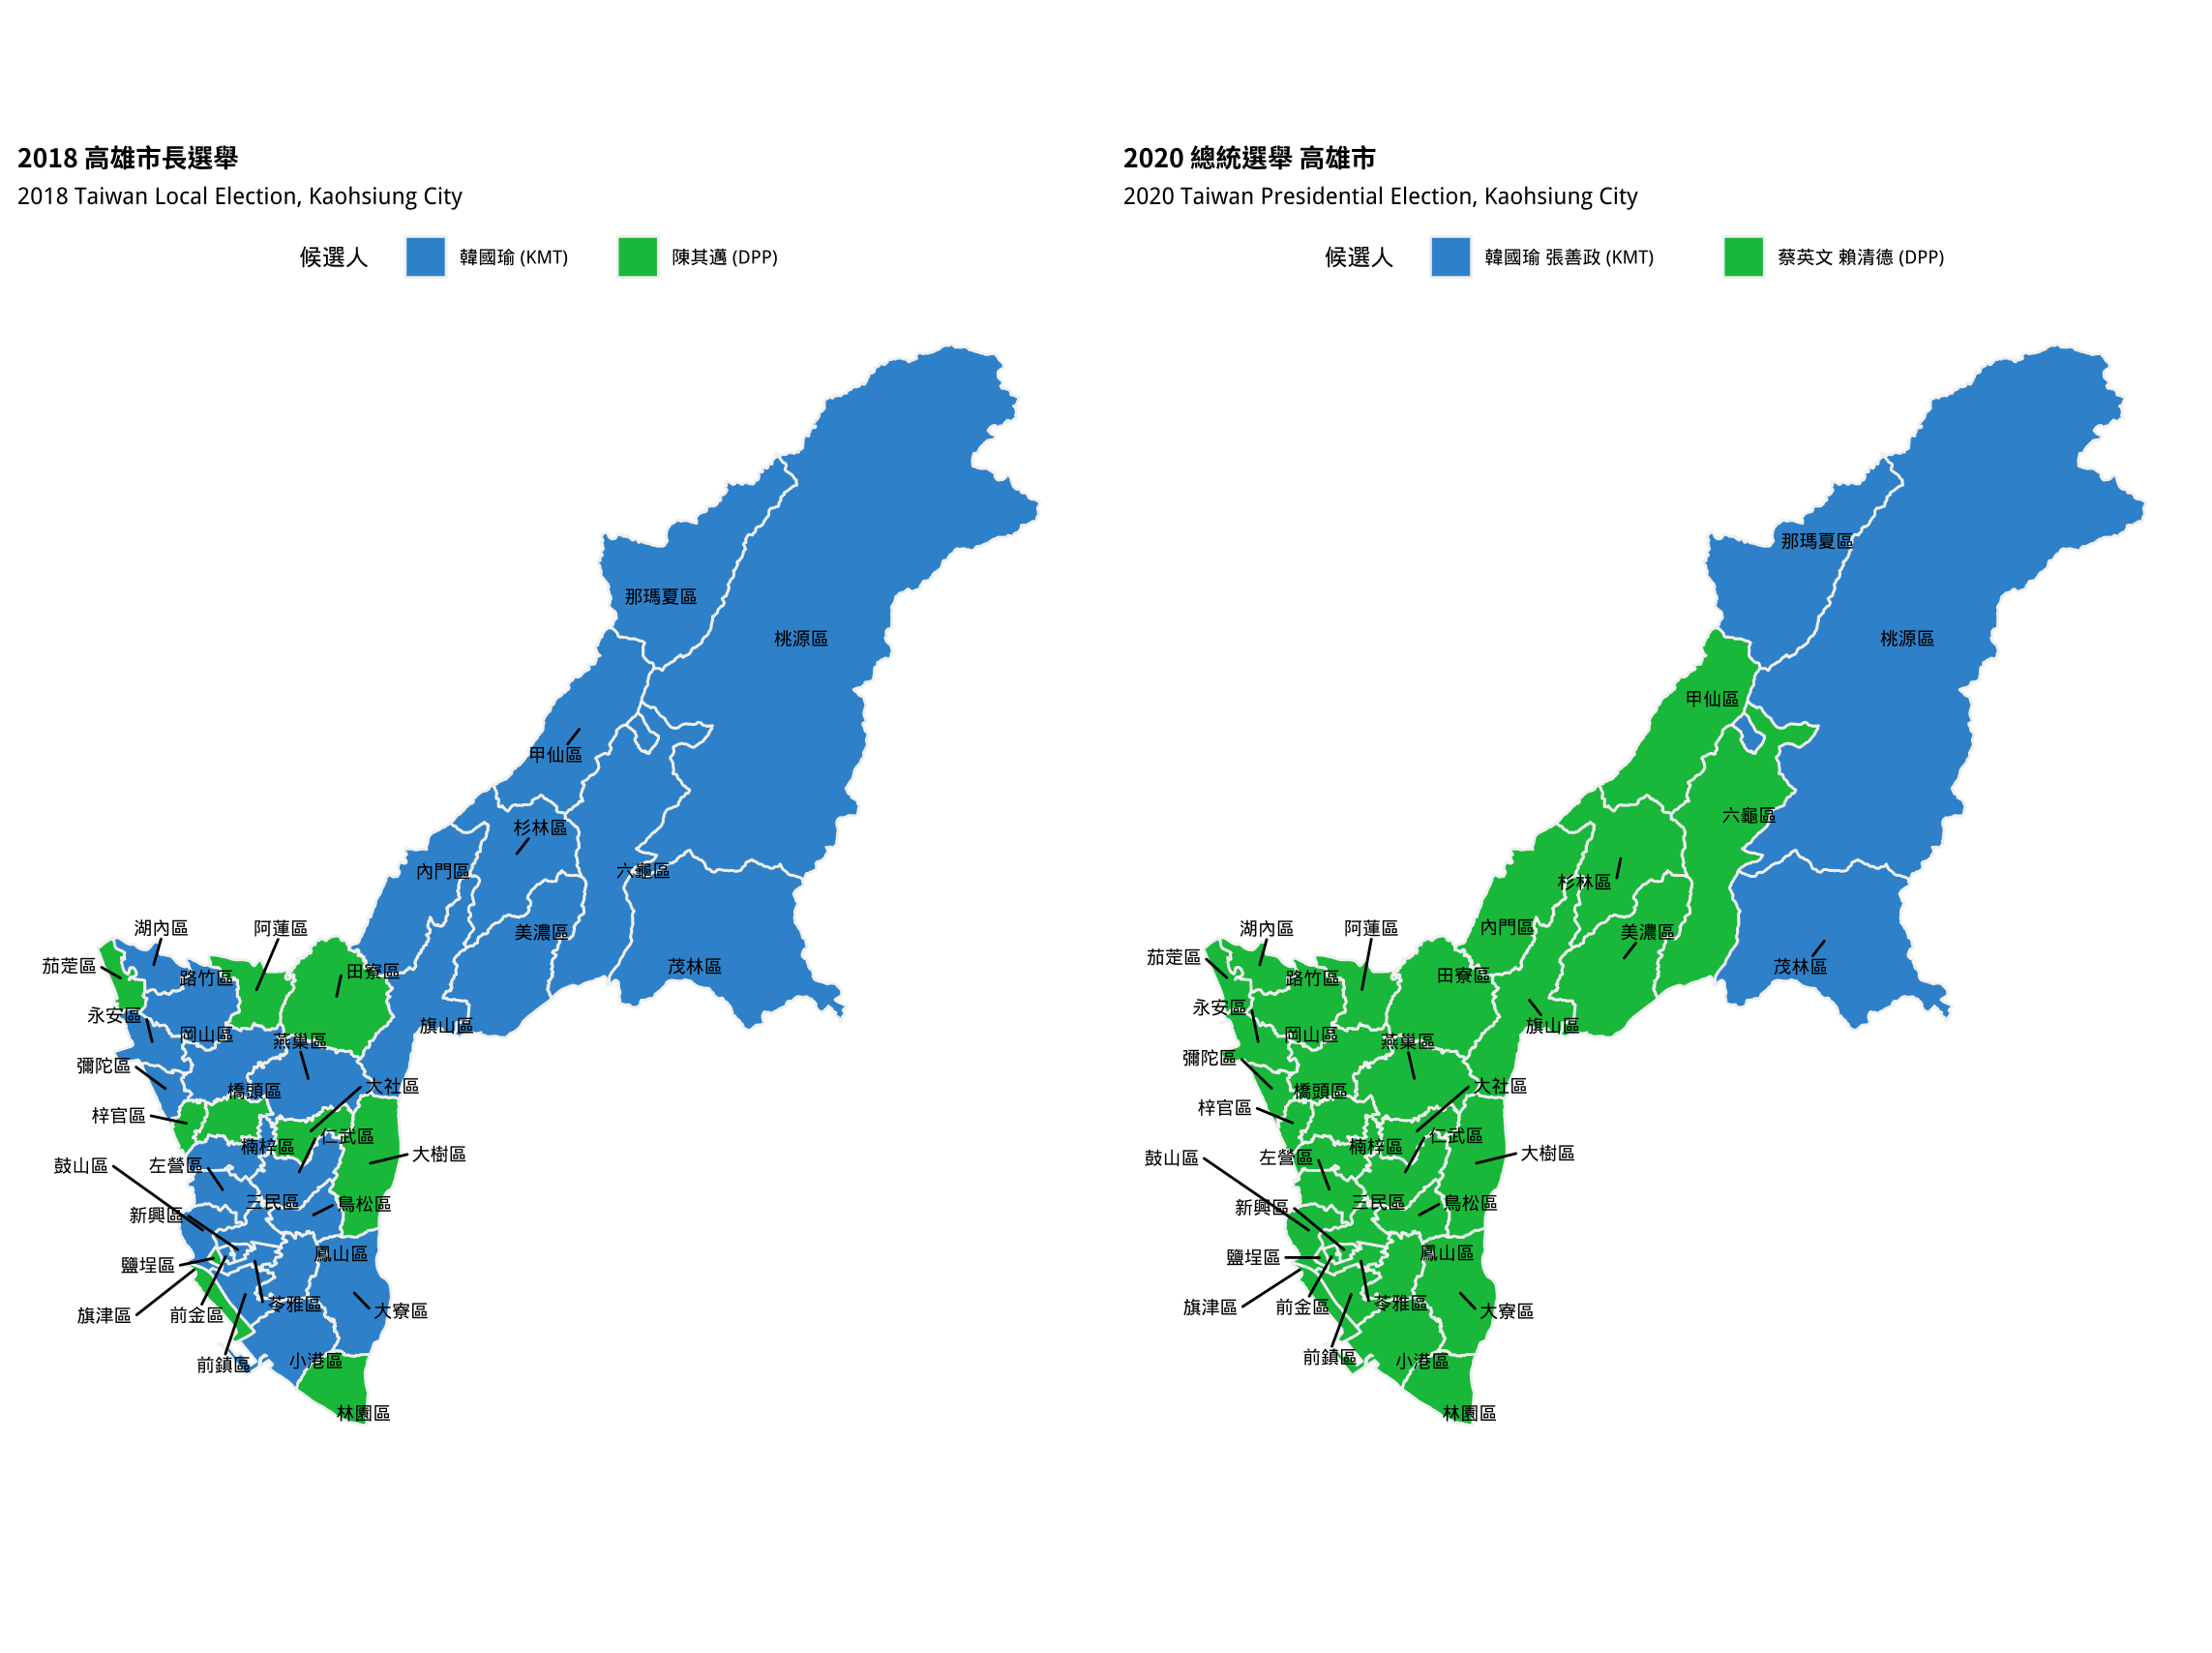 2018 高雄市長選舉
2018 Taiwan Local Election, Kaohsiung City
候選人 韓國瑜 (KMT) 陳其邁 (DPP)
那瑪夏區
桃源區
甲仙區
杉林區
內門區
六龜區
湖內區
阿蓮區
美濃區
茄萣區
路竹區
田寮區
茂林區
永安區
岡山區
旗山區
燕巢區
彌陀區
橋頭區
大社區
梓官區
楠梓區
仁武區
大樹區
鼓山區
左營區
三民區
鳥松區
新興區
鹽埕區
鳳山區
旗津區
前金區
苓雅區
大寮區
前鎮區
小港區
林園區
2020 總統選舉 高雄市
2020 Taiwan Presidential Election, Kaohsiung City
候選人 韓國瑜 張善政 (KMT) 蔡英文 賴清德 (DPP)
那瑪夏區
桃源區
甲仙區
六龜區
杉林區
內門區
美濃區
湖內區
阿蓮區
茄萣區
路竹區
田寮區
茂林區
永安區
岡山區
旗山區
燕巢區
彌陀區
橋頭區
大社區
梓官區
楠梓區
仁武區
大樹區
鼓山區
左營區
三民區
鳥松區
新興區
鹽埕區
鳳山區
旗津區
前金區
苓雅區
大寮區
前鎮區
小港區
林園區